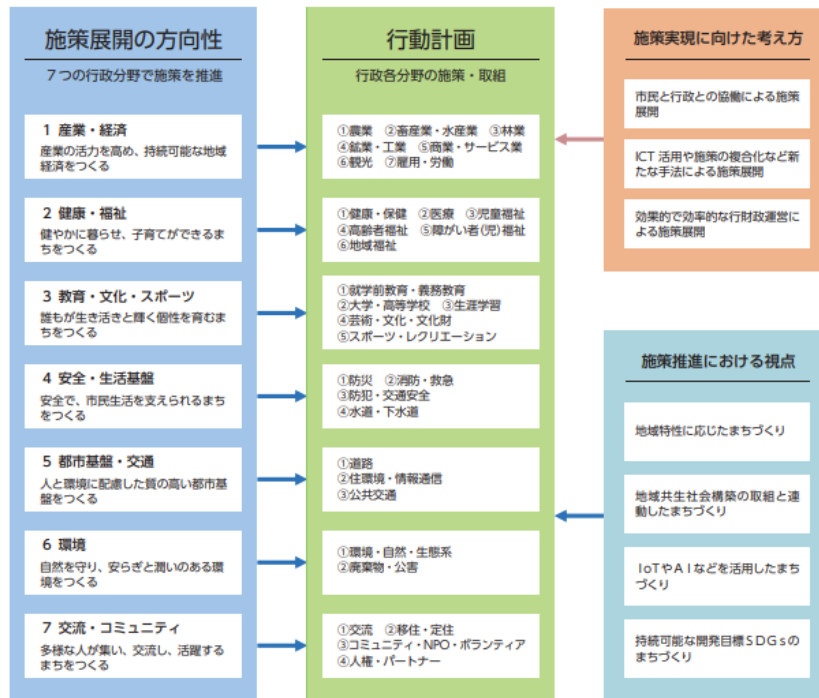 施策展開の方向性
7つの行政分野で施策を推進
1 産業・経済
産業の活力を高め、持続可能な地域
経済をつくる
2 健康・福祉
健やかに暮らせ、子育てができるま
ちをつくる
3 教育・文化・スポーツ
誰もが生き活きと輝く個性を育むま
ちをつくる
4 安全・生活基盤
安全で、市民生活を支えられるまち
をつくる
5 都市基盤・交通
人と環境に配慮した質の高い都市基
盤をつくる
6 環境
自然を守り、安らぎと潤いのある環
境をつくる
7 交流・コミュニティ
多様な人が集い、交流し、活躍する
まちをつくる
行動計画
行政各分野の施策・取組
①農業 ②畜産業・水産業 ③林業
④鉱業・工業 ⑤商業・サービス業
⑥観光 ⑦雇用・労働
①健康・保健 ②医療 ③児童福祉
④高齢者福祉 ⑤障がい者(児)福祉
⑥地域福祉
①就学前教育・義務教育
②大学・高等学校 ③生涯学習
④芸術・文化・文化財
⑤スポーツ・レクリエーション
①防災 ②消防・救急
③防犯・交通安全
④水道・下水道
①道路
②住環境・情報通信
③公共交通
①環境・自然・生態系
②廃棄物・公害
①交流 ②移住・定住
③コミュニティ・NPO・ボランティア
④人権・パートナー
施策実現に向けた考え方
市民と行政との協働による施策
展開
ICT 活用や施策の複合化など新
たな手法による施策展開
効果的で効率的な行財政運営に
よる施策展開
施策推進における視点
地域特性に応じたまちづくり
地域共生社会構築の取組と連
動したまちづくり
IoTやAIなどを活用したまち
づくり
持続可能な開発目標SDGsの
まちづくり